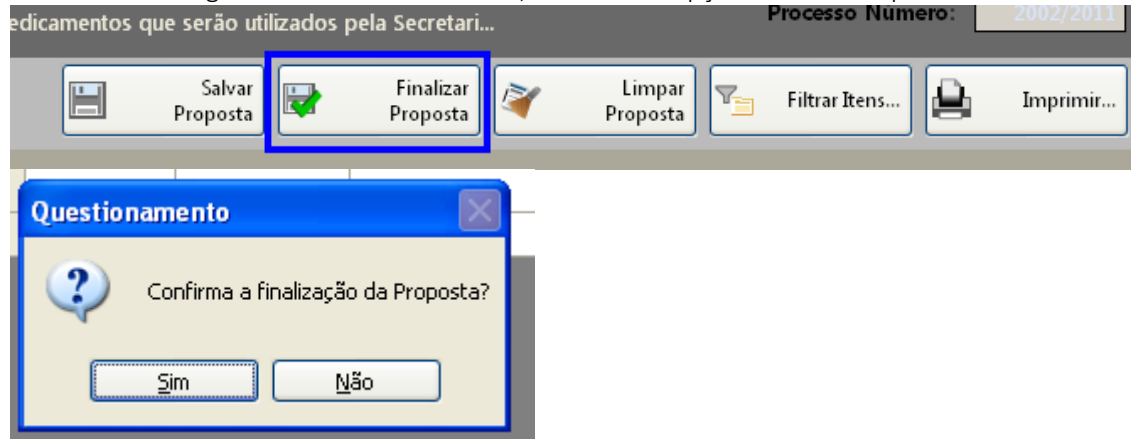 edicamentos que serão utilizados pela Secretari...
Processo Número: 2002/2011
Salvar
Proposta
Finalizar
Proposta
Limpar
Proposta
Filtrar Itens...
Imprimir...
Questionamento
Confirma a finalização da Proposta?
Sim
Não